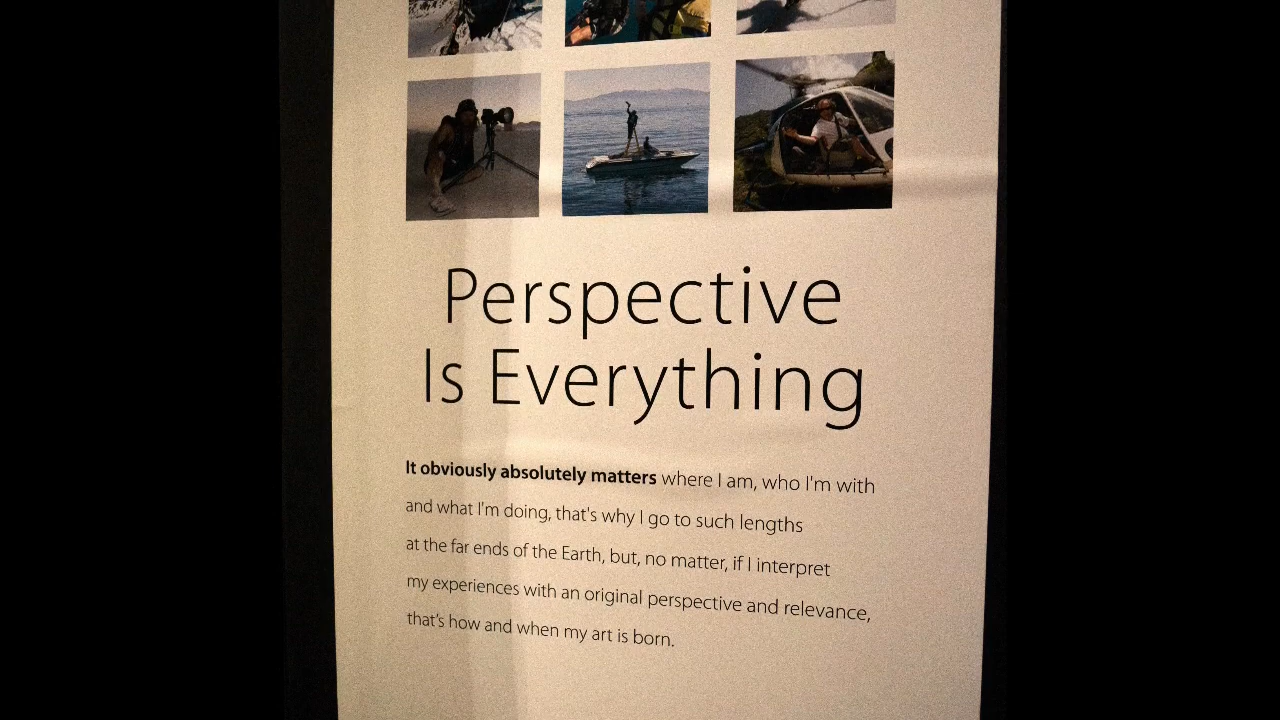 Perspective
Is Everything
It obviously absolutely matters where I am, who I'm with
and what I'm doing, that's why I go to such lengths
at the far ends of the Earth, but, no matter, if I interpret
my experiences with an original perspective and relevance,
that's how and when my art is born.